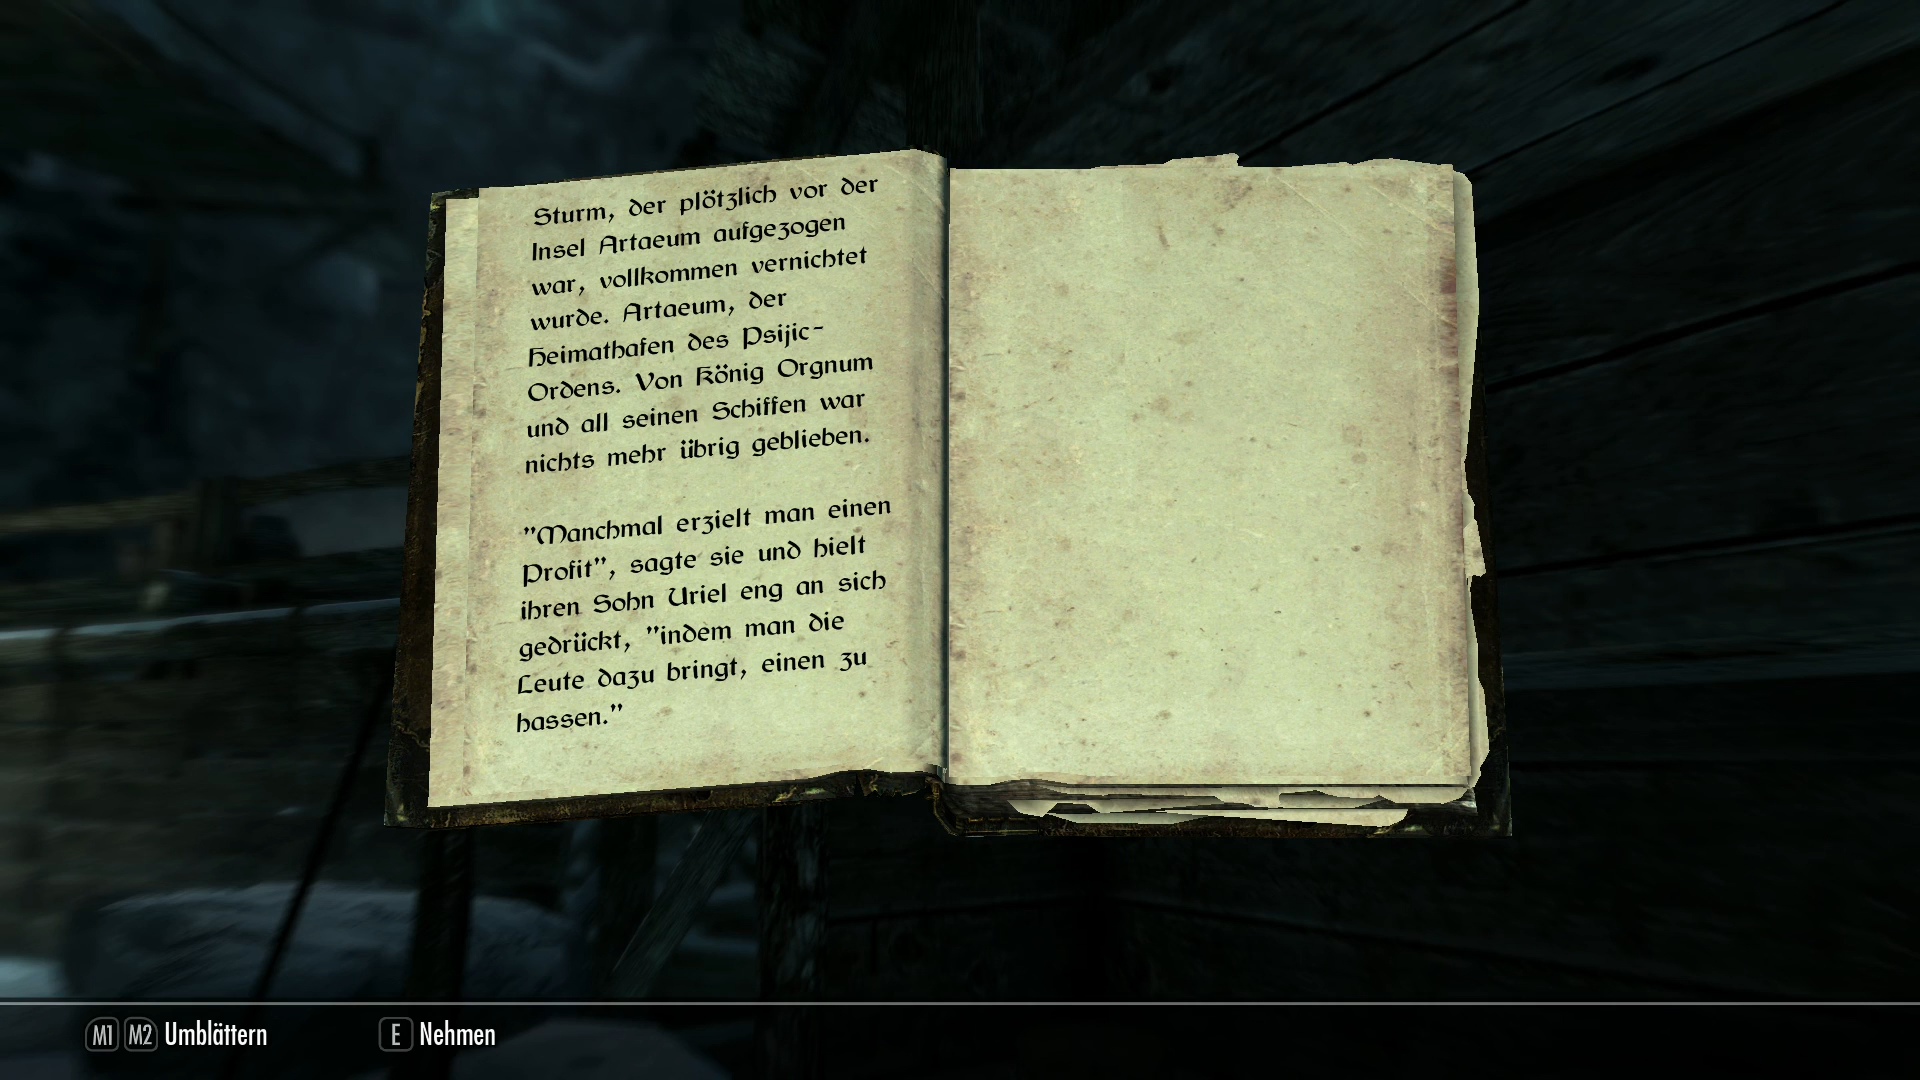 Sturm, der plötzlich vor der
Insel Artaeum aufgezogen
war, vollkommen vernichtet
wurde. Artaeum, der
Heimathafen des Psijic-
Ordens. Von König Orgnum
und all seinen Schiffen war
nichts mehr übrig geblieben.
"Manchmal erzielt man einen
Profit", sagte sie und hielt
ihren Sohn Uriel eng an sich
gedrückt, "indem man die
Leute dazu bringt, einen zu
hassen."
M1 M2 Umblättern
E Nehmen